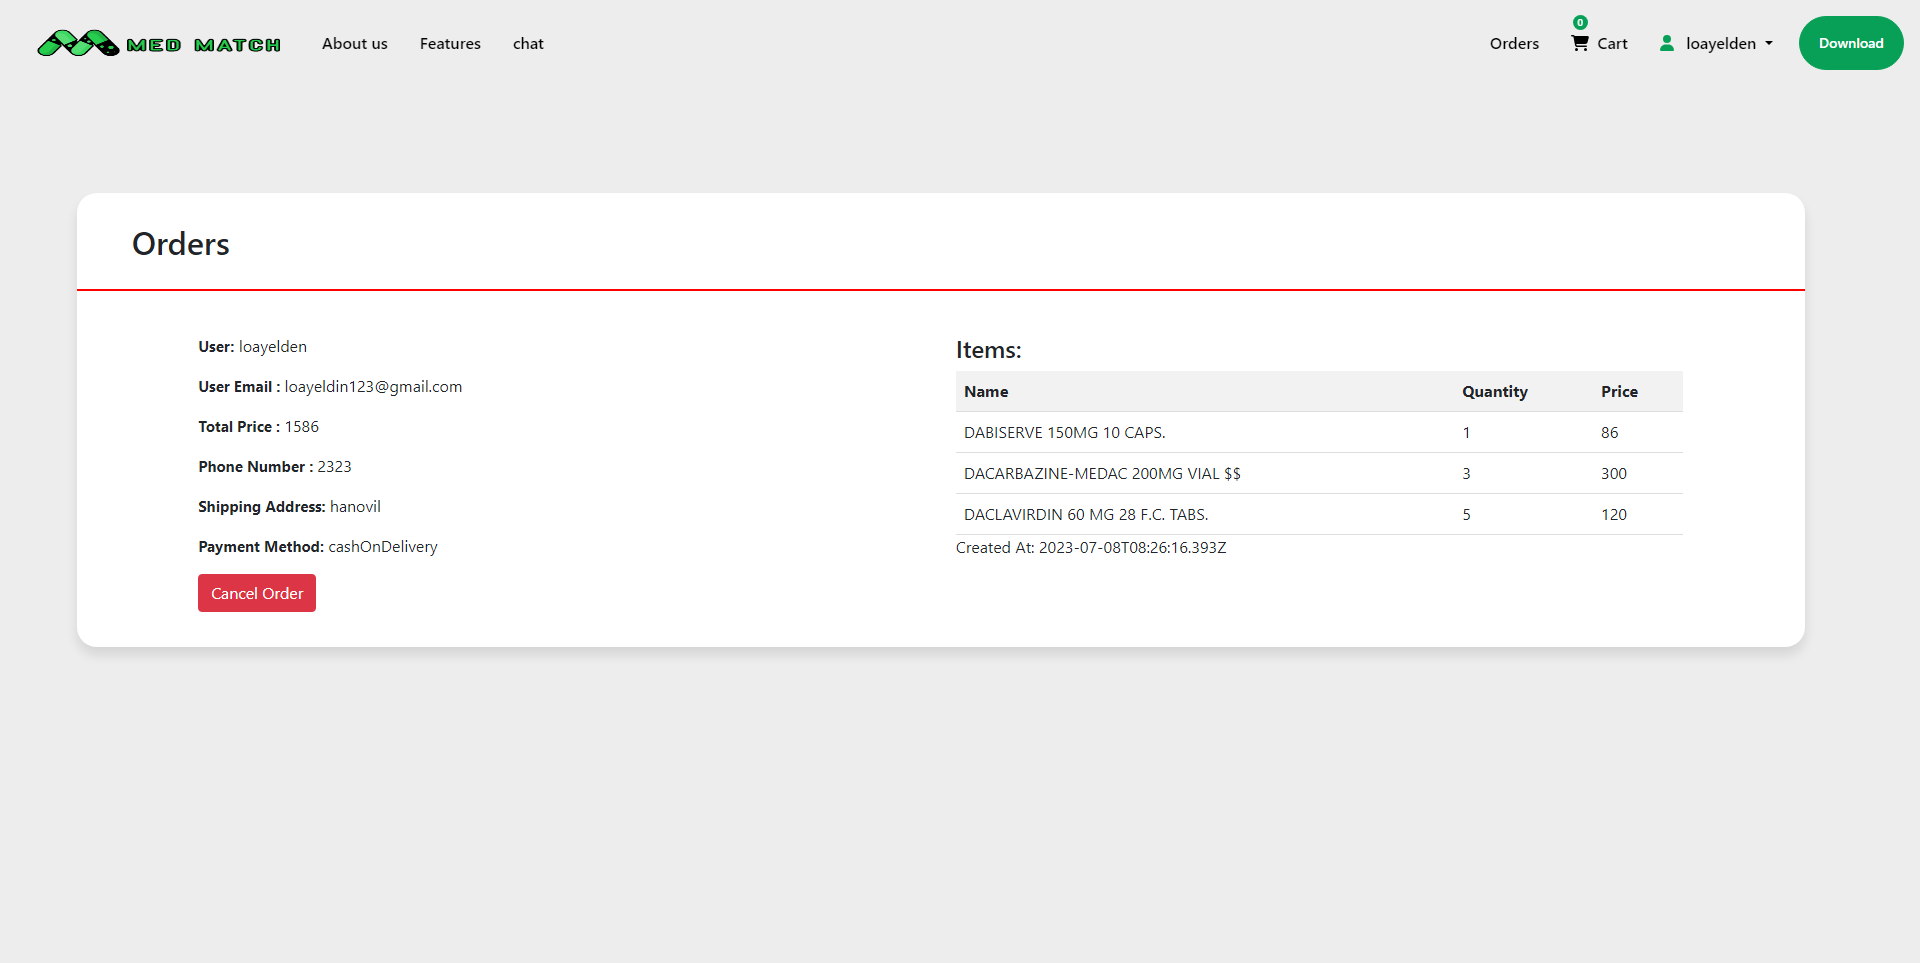 MED MATCH About us Features chat Orders 0 Cart loayelden Download
Orders
User: loayelden
User Email : loayeldin123@gmail.com
Total Price : 1586
Phone Number : 2323
Shipping Address: hanovil
Payment Method: cashOnDelivery
Cancel Order
Items:
Name Quantity Price
DABISERVE 150MG 10 CAPS. 1 86
DACARBAZINE-MEDAC 200MG VIAL $$ 3 300
DACLAVIRDIN 60 MG 28 F.C. TABS. 5 120
Created At: 2023-07-08T08:26:16.393Z